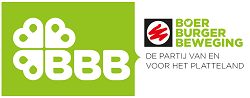 BBB
BOER
BURGER
BEWEGING
DE PARTIJ VAN EN
VOOR HET PLATTELAND